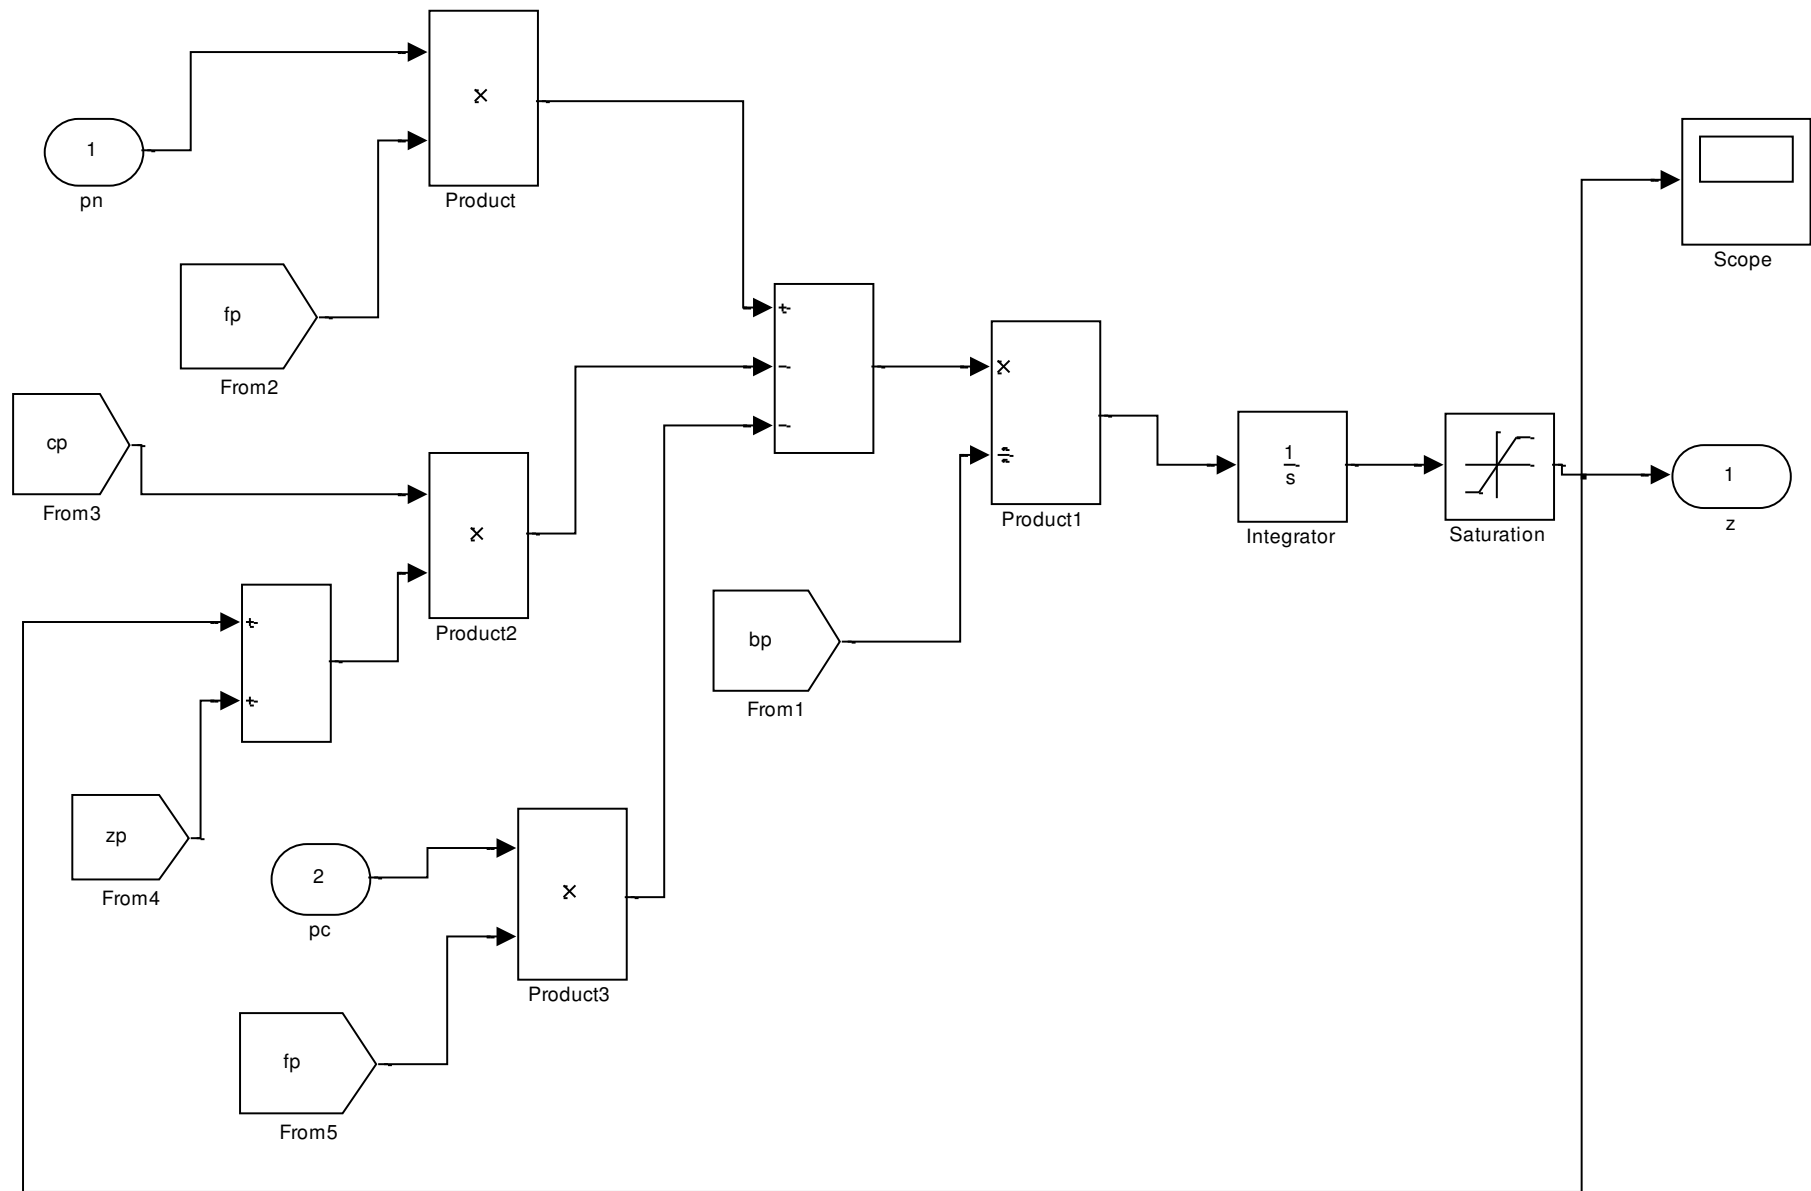 1
pn
×
Product
fp
From2
cp
From3
×
Product2
+
+
zp
From4
2
pc
×
Product3
fp
From5
+
−
−
×
÷
Product1
bp
From1
1
s
Integrator
Saturation
Scope
1
z